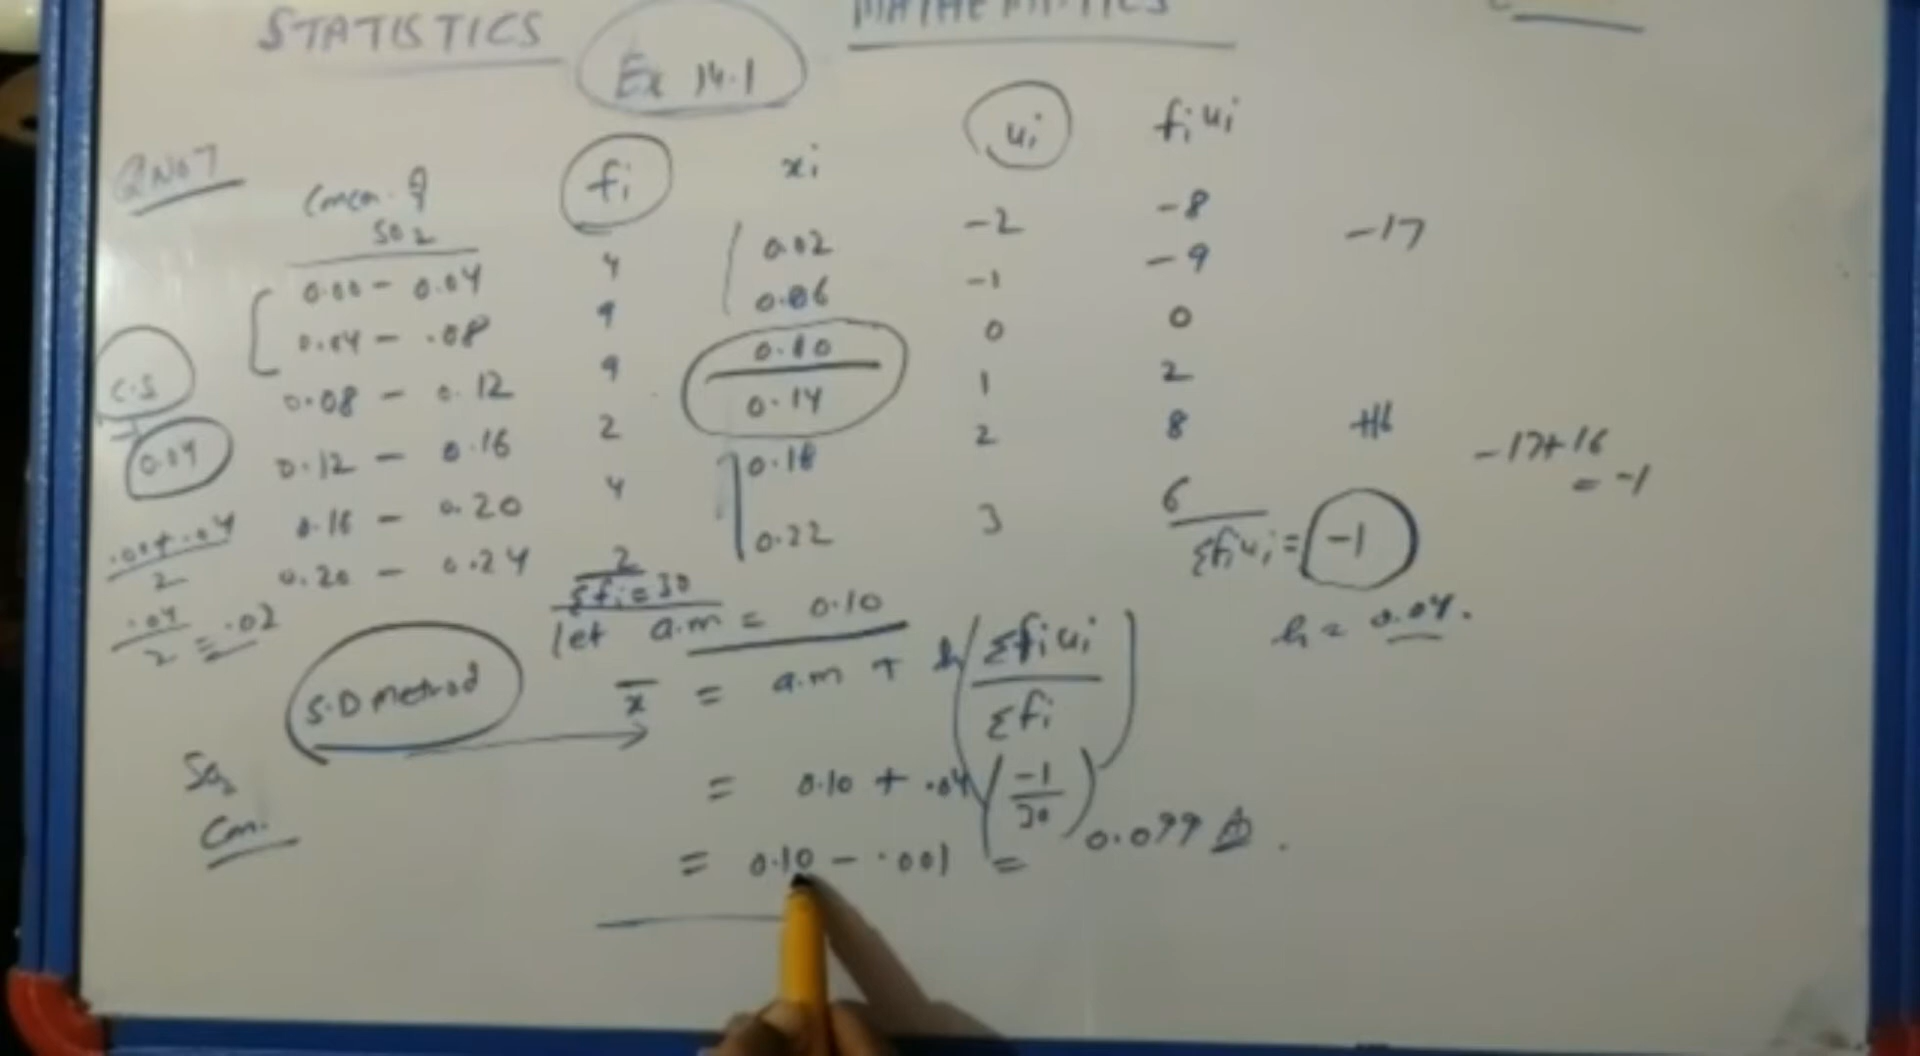 STATISTICS MATHEMATICS
Ex 14.1
Q No 7
Concn. of SO2 fi xi ui fiui
0.00 - 0.04 4 0.02 -2 -8 -17
0.04 - .08 9 0.06 -1 -9
0.08 - 0.12 9 0.10 0 0
0.12 - 0.16 2 0.14 1 2
0.16 - 0.20 4 0.18 2 8 +16
0.20 - 0.24 2 0.22 3 6
-17+16
= -1
C.S
0.04
.00+.04
2
.04
2
= .02
Σfi = 30
Σfiui = -1
let a.m = 0.10
h = 0.04.
S.D method
x̄ = a.m + h (Σfiui / Σfi)
= 0.10 + .04 (-1/30)
= 0.10 - .001 = 0.099